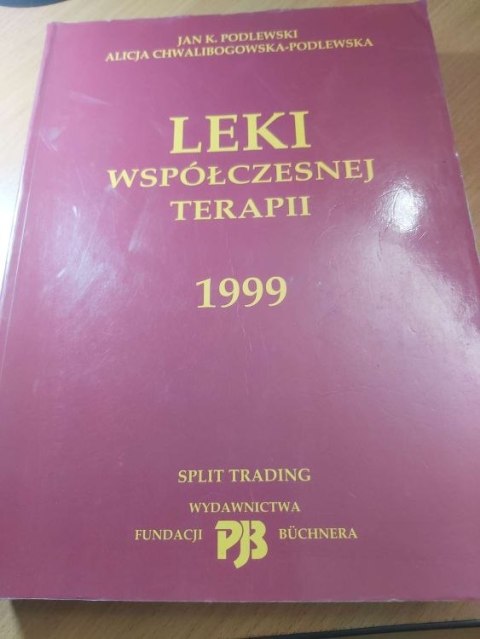 JAN K. PODLEWSKI
ALICJA CHWALIBOGOWSKA-PODLEWSKA
LEKI
WSPÓŁCZESNEJ
TERAPII
1999
SPLIT TRADING
WYDAWNICTWA
FUNDACJI PJB BÜCHNERA